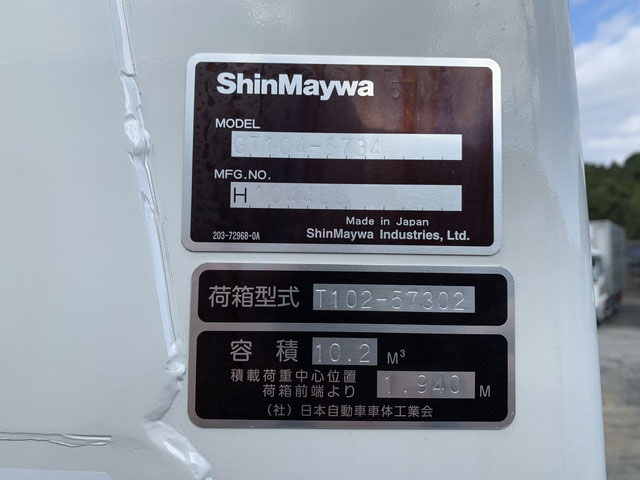 ShinMaywa
MODEL
GT104-5734
MFG.NO.
H
Made in Japan
203-72968-0A
ShinMaywa Industries, Ltd.
荷箱型式 T102-57302
容積 10.2 M³
積載荷重中心位置
荷箱前端より 1.940 M
(社)日本自動車車体工業会